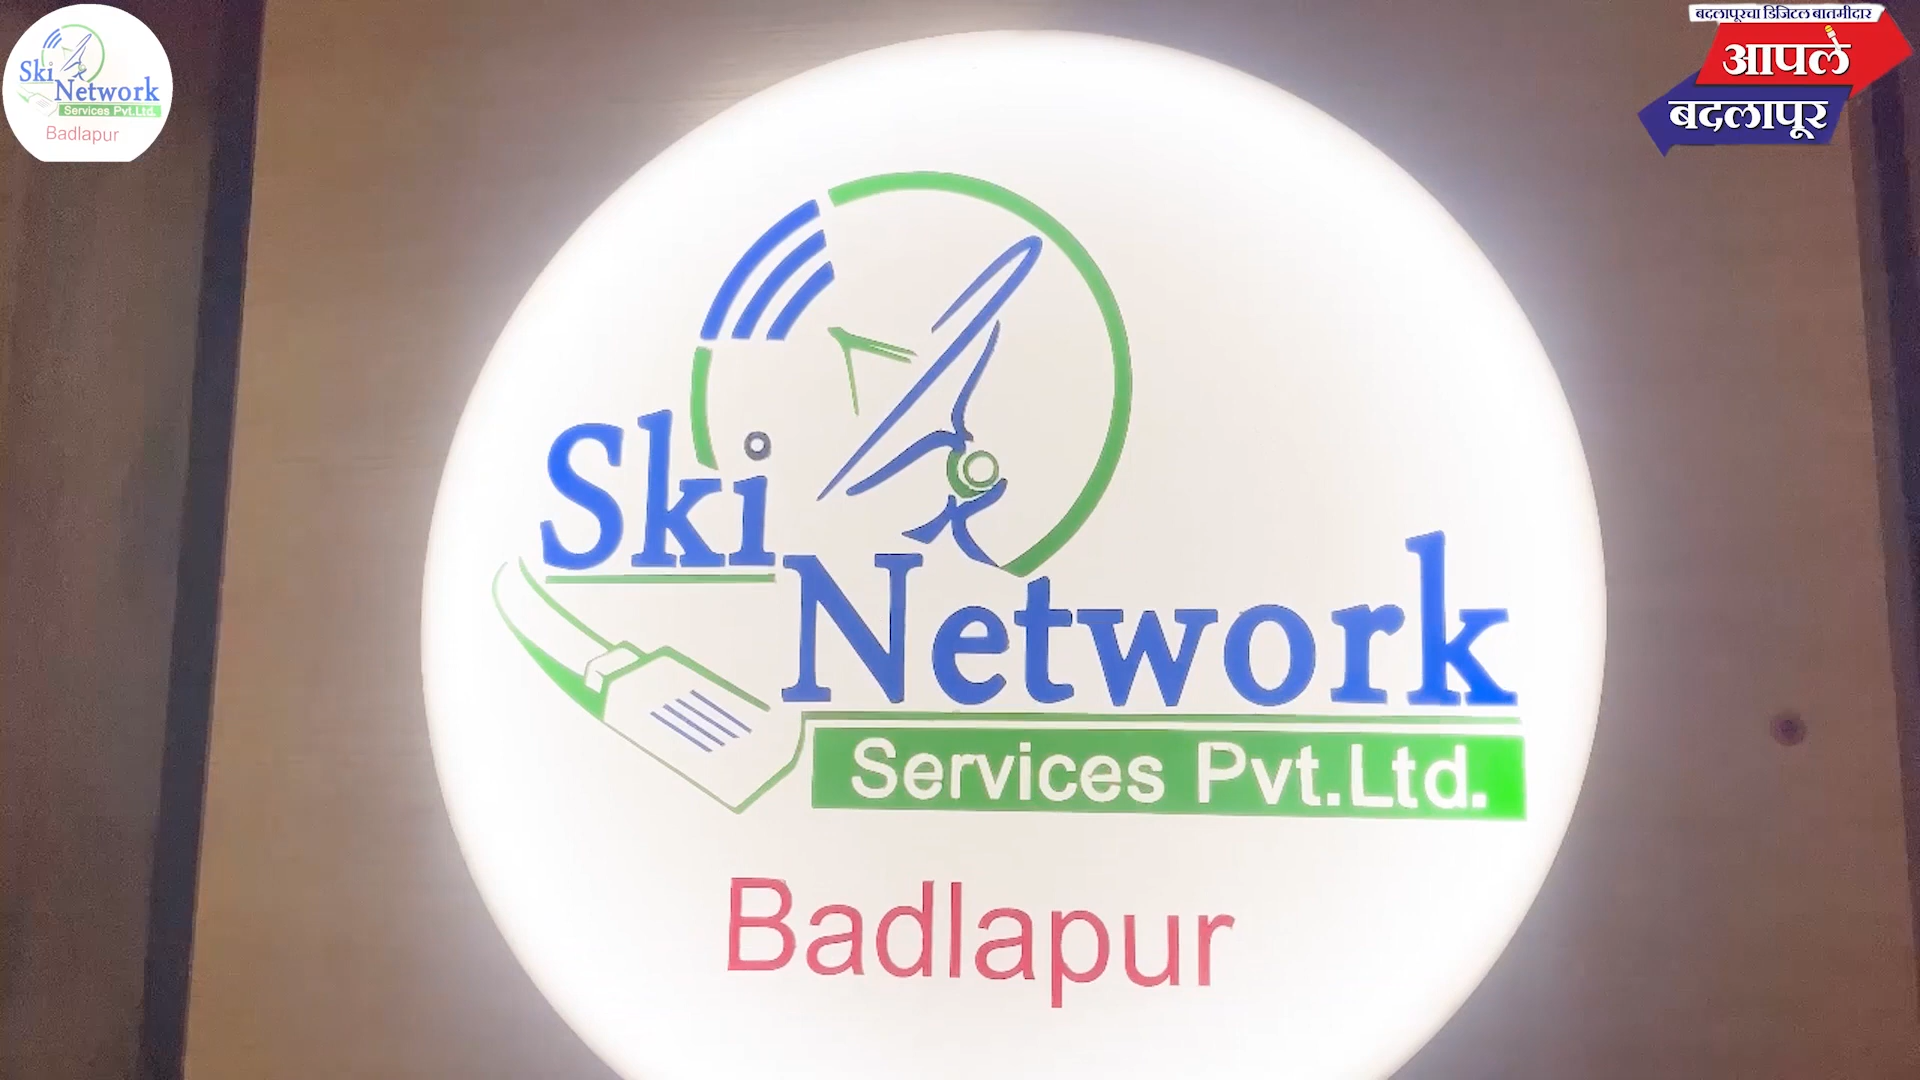 Ski
Network
Services Pvt.Ltd.
Badlapur
बदलापूरचा डिजिटल बातमीदार
आपले
बदलापूर
Ski
Network
Services Pvt.Ltd.
Badlapur